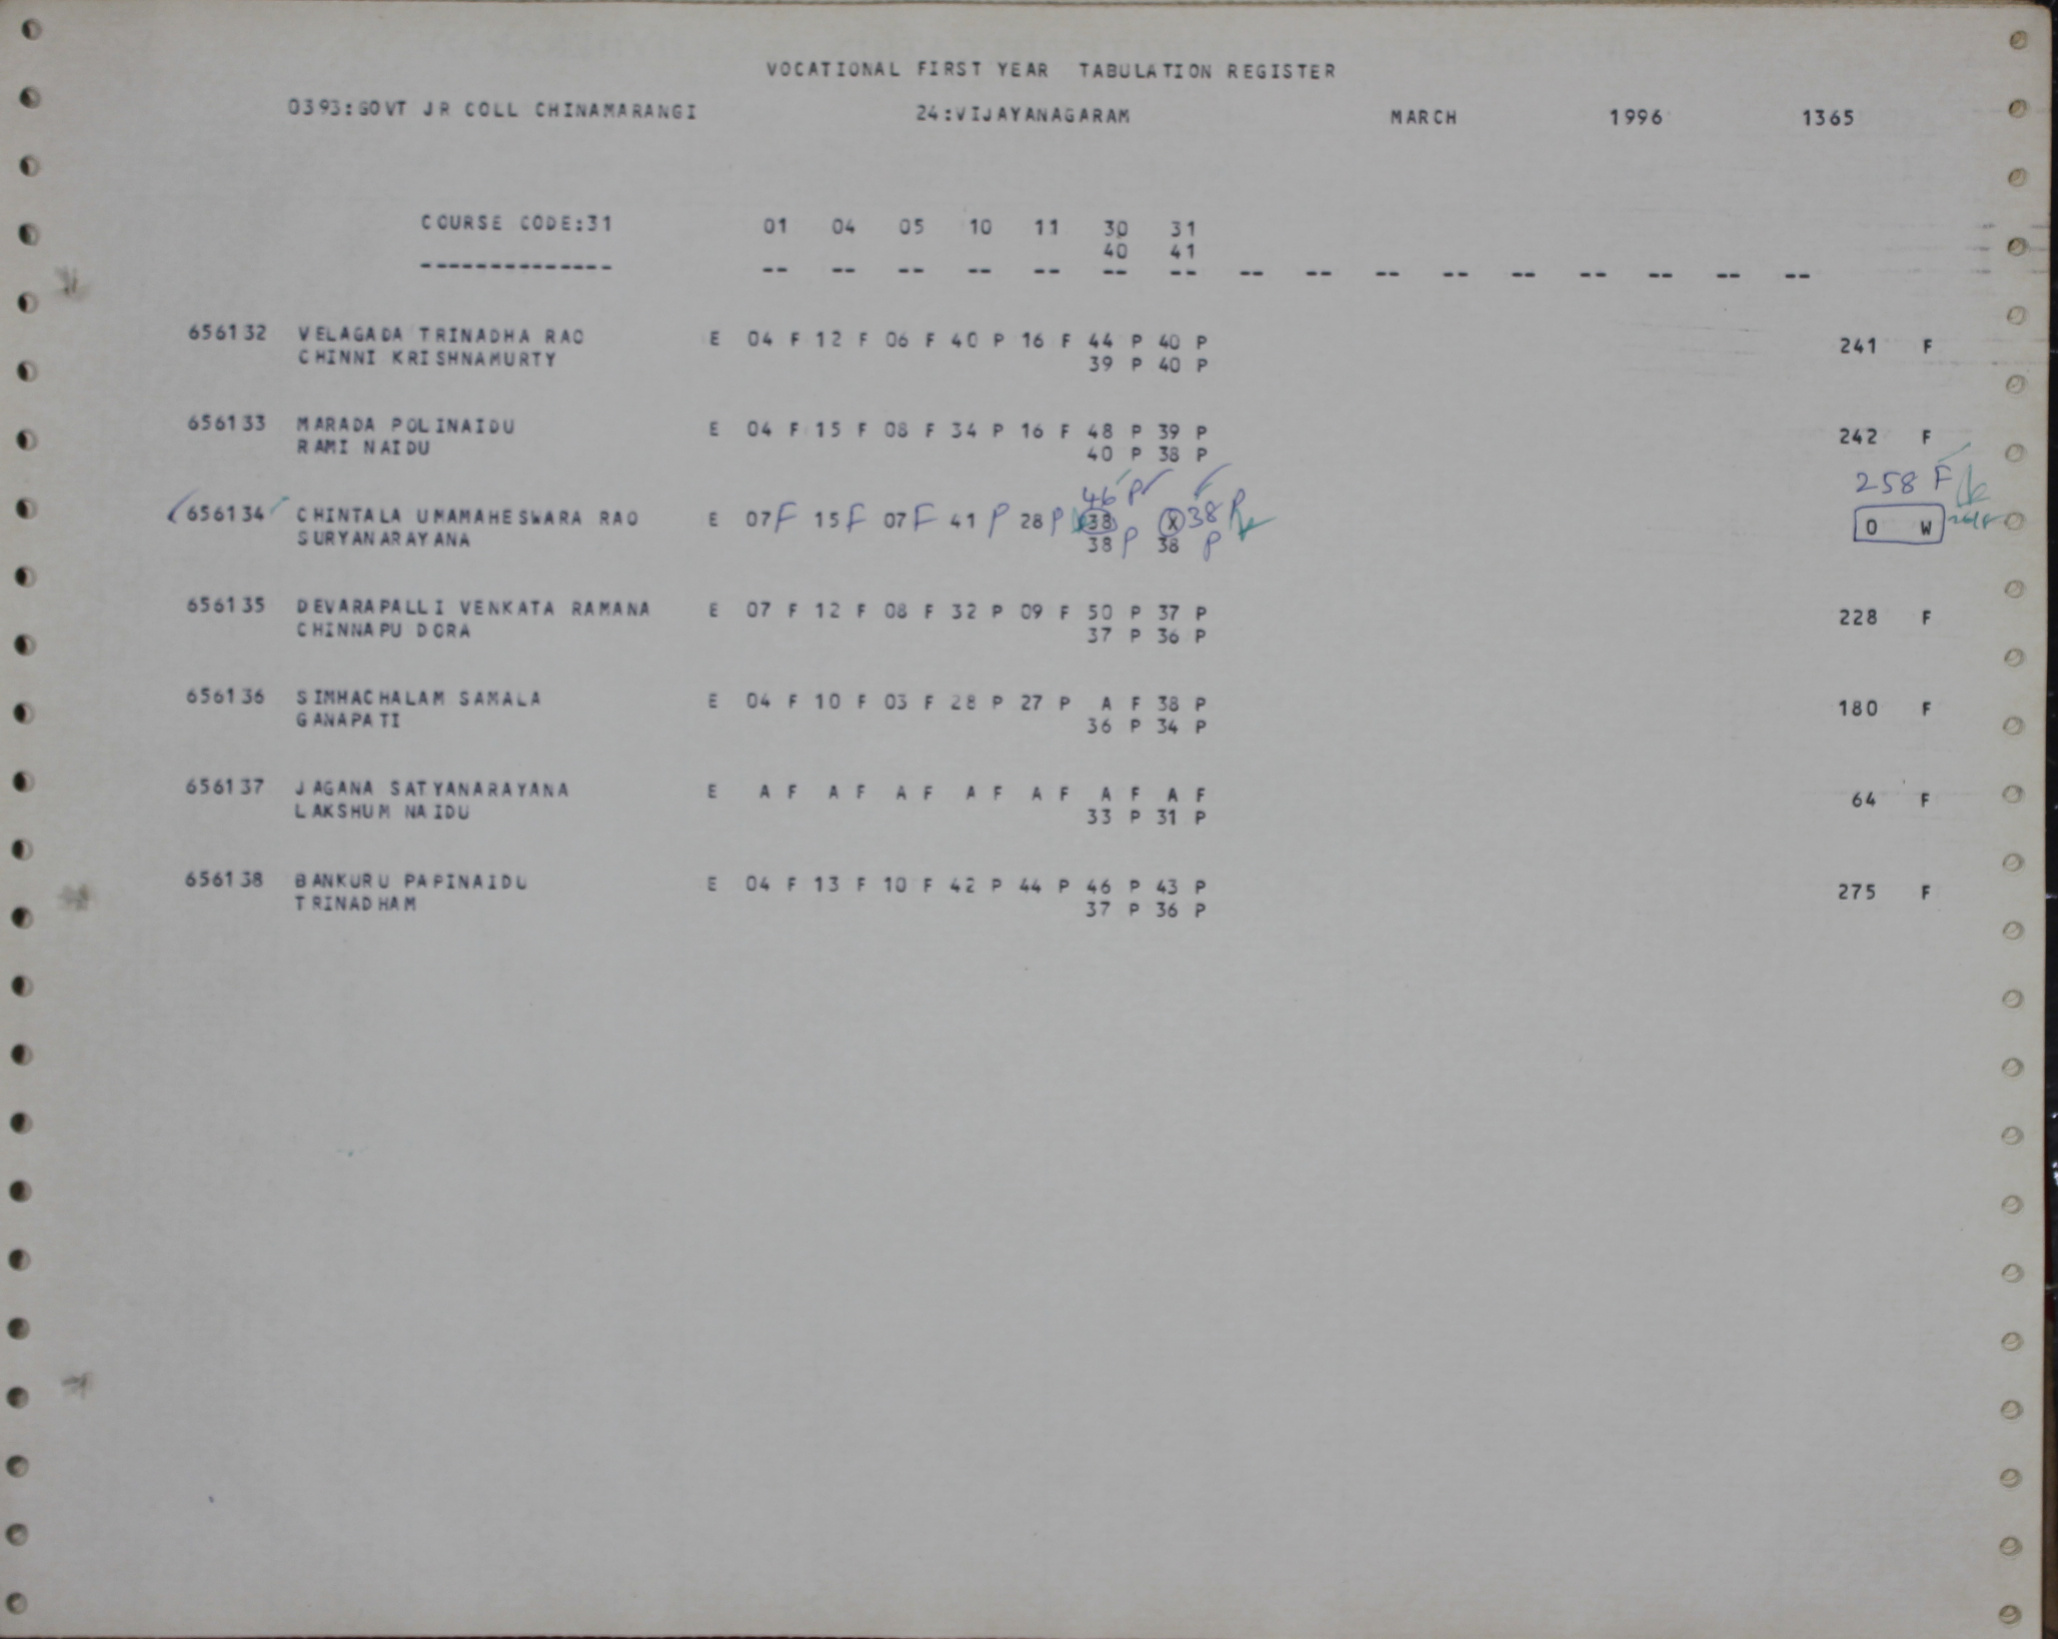 VOCATIONAL FIRST YEAR TABULATION REGISTER
0393:GOVT JR COLL CHINAMARANGI 24:VIJAYANAGARAM MARCH 1996 1365
COURSE CODE:31 01 04 05 10 11 30 31
40 41
-------------- -- -- -- -- -- -- -- -- -- -- -- -- -- -- -- --
656132 VELAGADA TRINADHA RAO E 04 F 12 F 06 F 40 P 16 F 44 P 40 P 241 F
CHINNI KRISHNAMURTY 39 P 40 P
656133 MARADA POLINAIDU E 04 F 15 F 08 F 34 P 16 F 48 P 39 P 242 F
RAMI NAIDU 40 P 38 P
46 P 258 F
656134 CHINTALA UMAMAHESWARA RAO E 07 F 15 F 07 F 41 P 28 P 38 X 38 P 0 W
SURYANARAYANA 38 P 38 P
656135 DEVARAPALLI VENKATA RAMANA E 07 F 12 F 08 F 32 P 09 F 50 P 37 P 228 F
CHINNAPU DORA 37 P 36 P
656136 SIMHACHALAM SAMALA E 04 F 10 F 03 F 28 P 27 P A F 38 P 180 F
GANAPATI 36 P 34 P
656137 JAGANA SATYANARAYANA E A F A F A F A F A F A F A F 64 F
LAKSHUM NAIDU 33 P 31 P
656138 BANKURU PAPINAIDU E 04 F 13 F 10 F 42 P 44 P 46 P 43 P 275 F
TRINADHAM 37 P 36 P